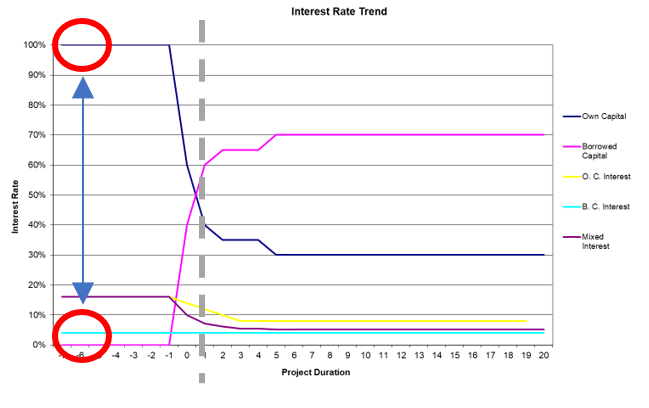 Interest Rate Trend
100%
90%
80%
70%
60%
50%
40%
30%
20%
10%
0%
Interest Rate
-6 -4 -3 -2 -1 0 1 2 3 4 5 6 7 8 9 10 11 12 13 14 15 16 17 18 19 20
Project Duration
Own Capital
Borrowed
Capital
O. C. Interest
B. C. Interest
Mixed
Interest